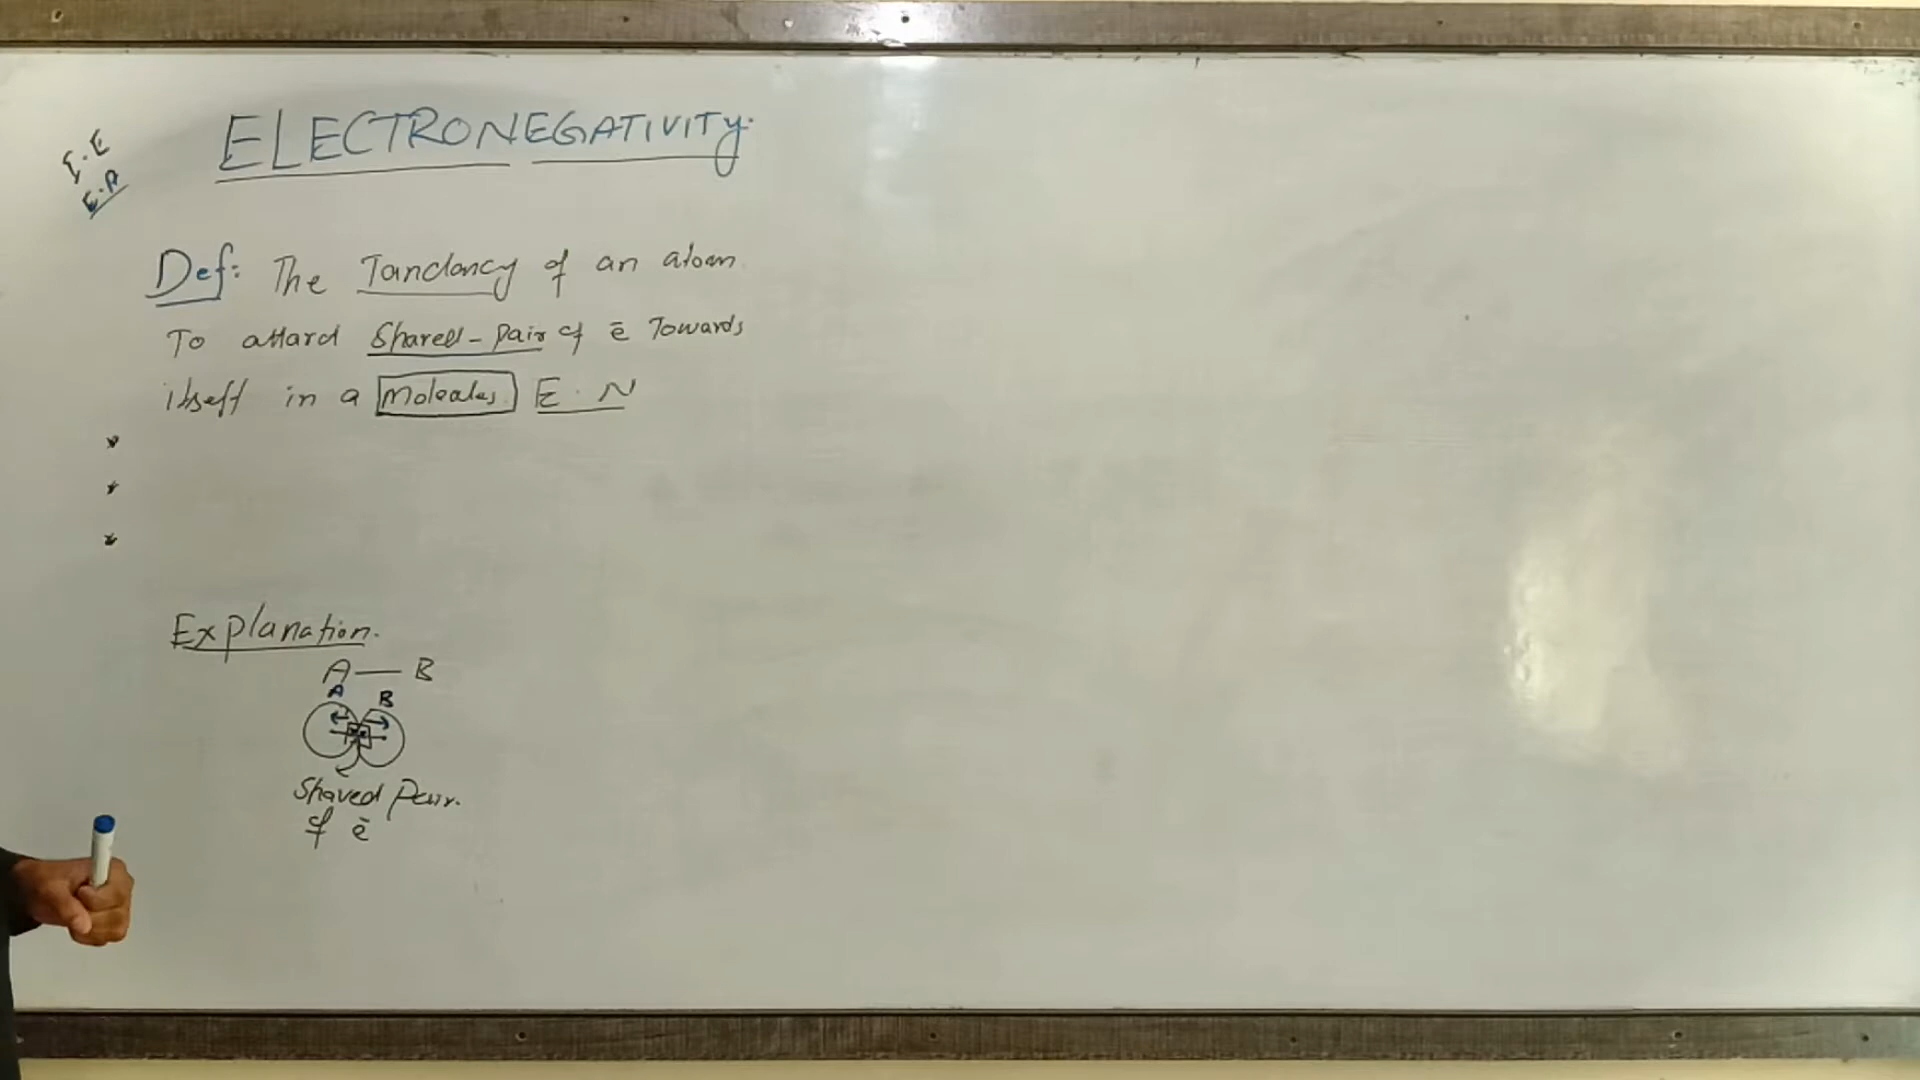 I.E
E.A
ELECTRONEGATIVITY.
Def: The Tandancy of an atom
To attard Shared-Pair of ē Towards
itself in a Molecules E.N
Explanation.
A — B
A B
Shared Pair.
of ē